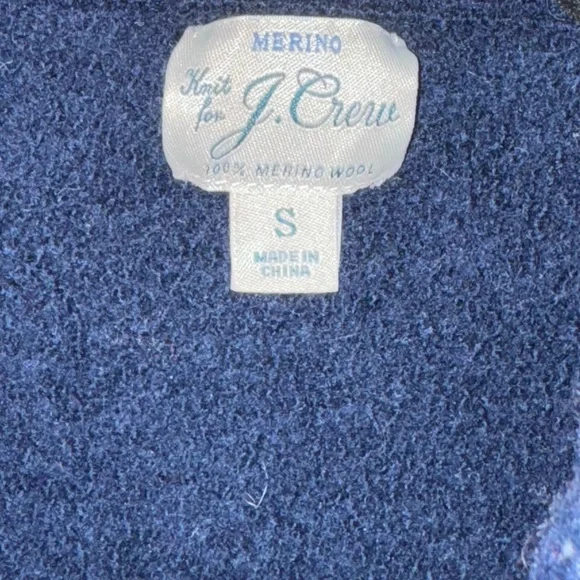 MERINO
Knit for J.Crew
100% MERINO WOOL
S
MADE IN
CHINA